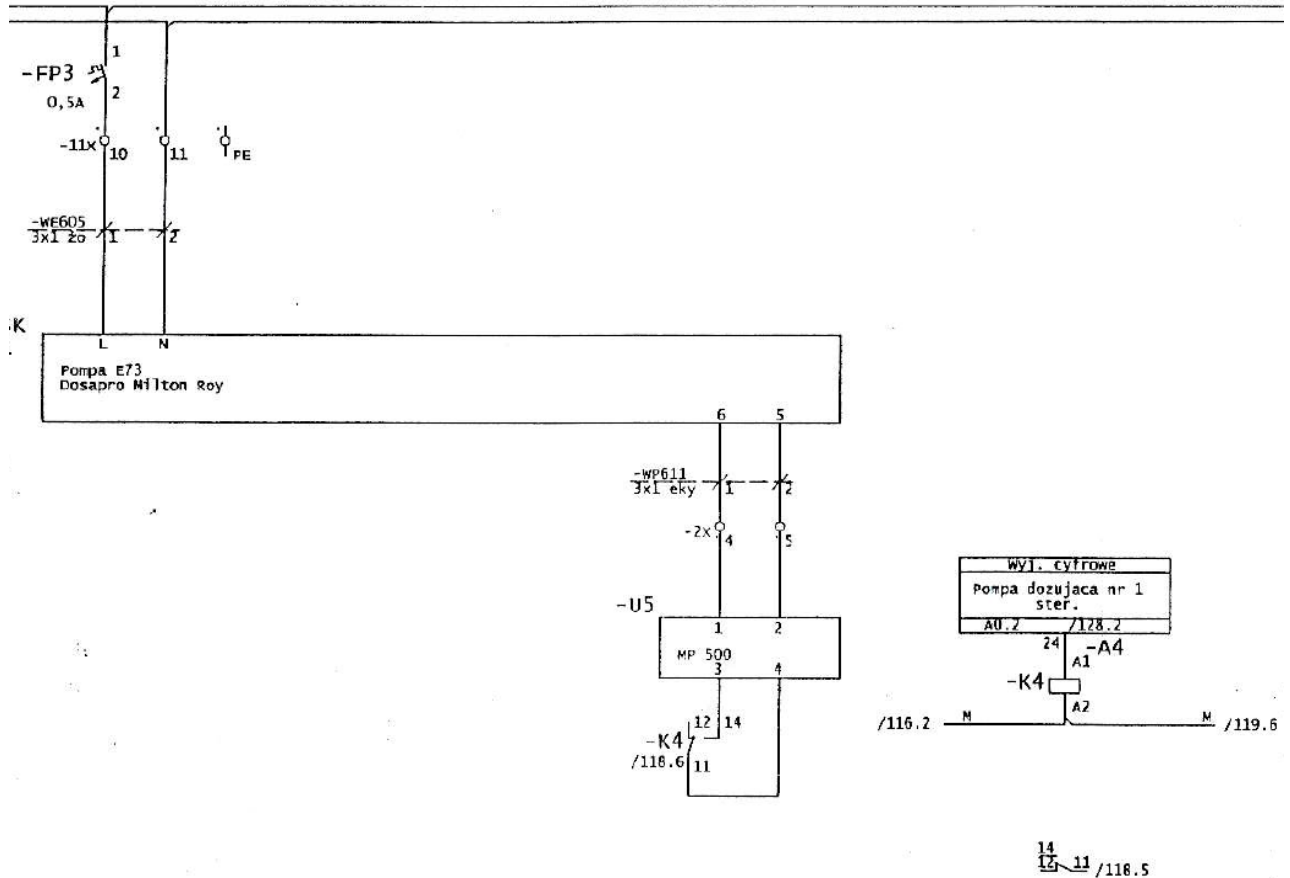 1
-FP3
2
0,5A
-11x
10
11
PE
-WE605
3x1 żo
1
2
K
L
N
Pompa E73
Dosapro Milton Roy
6
5
-WP611
3x1 eky
1
2
-2x
4
5
-U5
1
2
MP 500
3
4
12
14
-K4
/118.6
11
Wyj. cyfrowe
Pompa dozujaca nr 1
ster.
A0.2
/128.2
24
-A4
A1
-K4
A2
/116.2
M
M
/119.6
14
12
11
/118.5